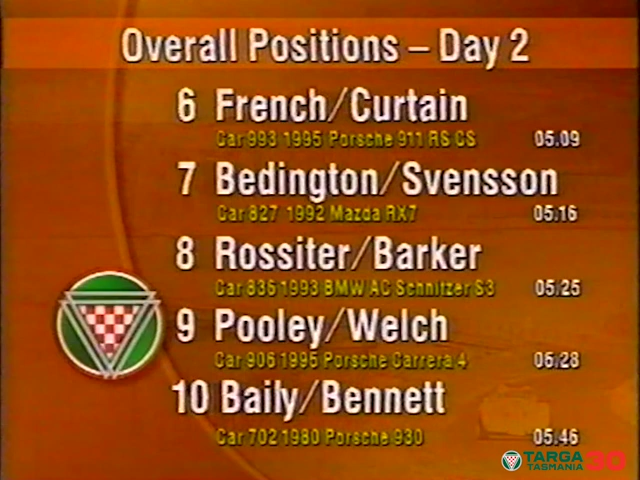 Overall Positions – Day 2
6 French/Curtain
Car 993 1995 Porsche 911 RS CS 05.09
7 Bedington/Svensson
Car 827 1992 Mazda RX7 05:16
8 Rossiter/Barker
Car 836 1993 BMW AC Schnitzer S3 05:25
9 Pooley/Welch
Car 906 1995 Porsche Carrera 4 05:28
10 Baily/Bennett
Car 702 1980 Porsche 930 05.46
TARGA TASMANIA 30